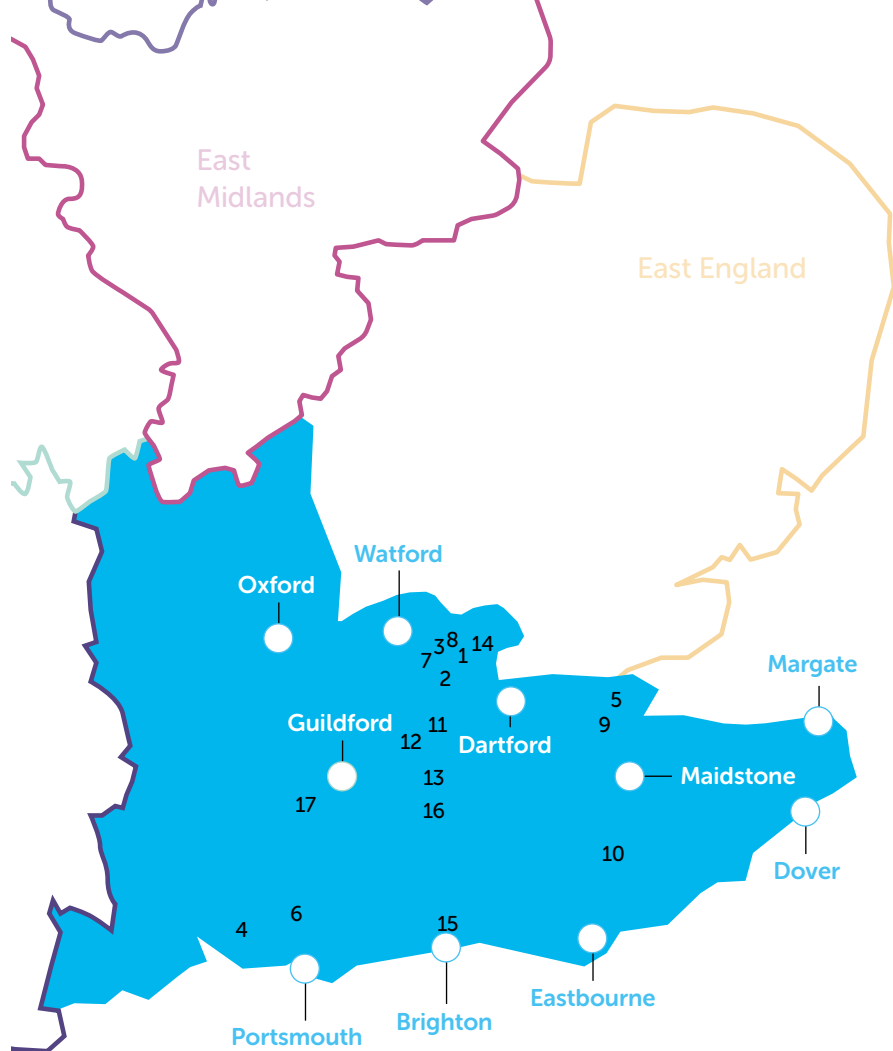 East
Midlands
East England
Watford
Oxford
8
3
14
1
7
2
Margate
5
Guildford
11
9
12
Dartford
13
Maidstone
17
16
10
Dover
6
15
4
Eastbourne
Brighton
Portsmouth